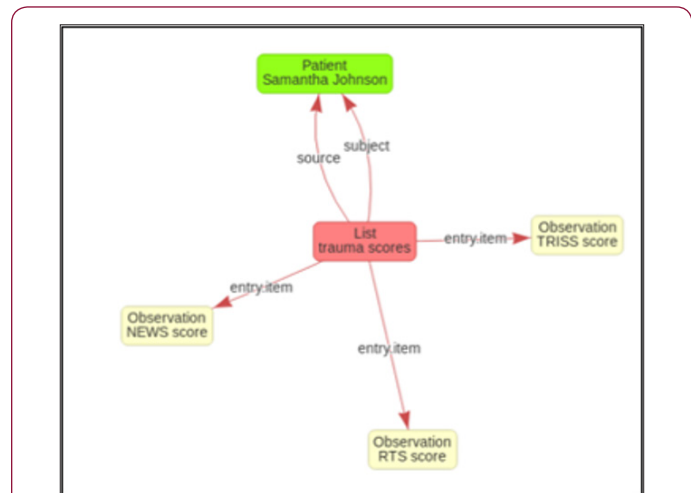 Patient
Samantha Johnson
source
subject
List
trauma scores
entry.item
Observation
TRISS score
entry.item
Observation
NEWS score
entry.item
Observation
RTS score